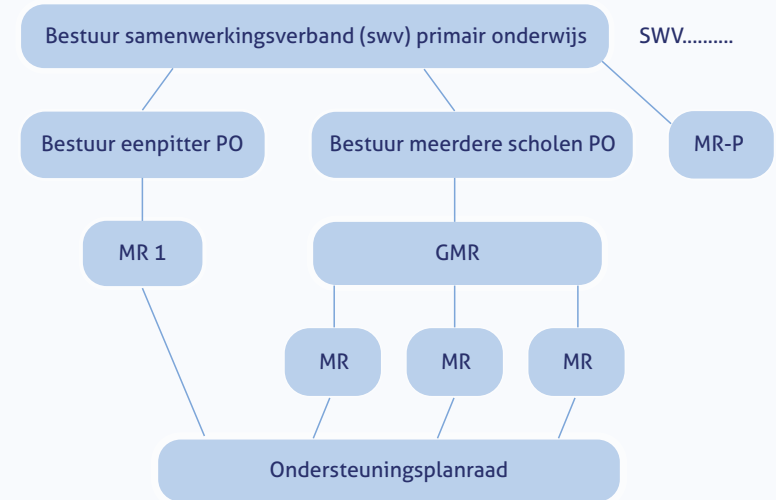 Bestuur samenwerkingsverband (swv) primair onderwijs
SWV..........
Bestuur eenpitter PO
Bestuur meerdere scholen PO
MR-P
MR 1
GMR
MR
MR
MR
Ondersteuningsplanraad